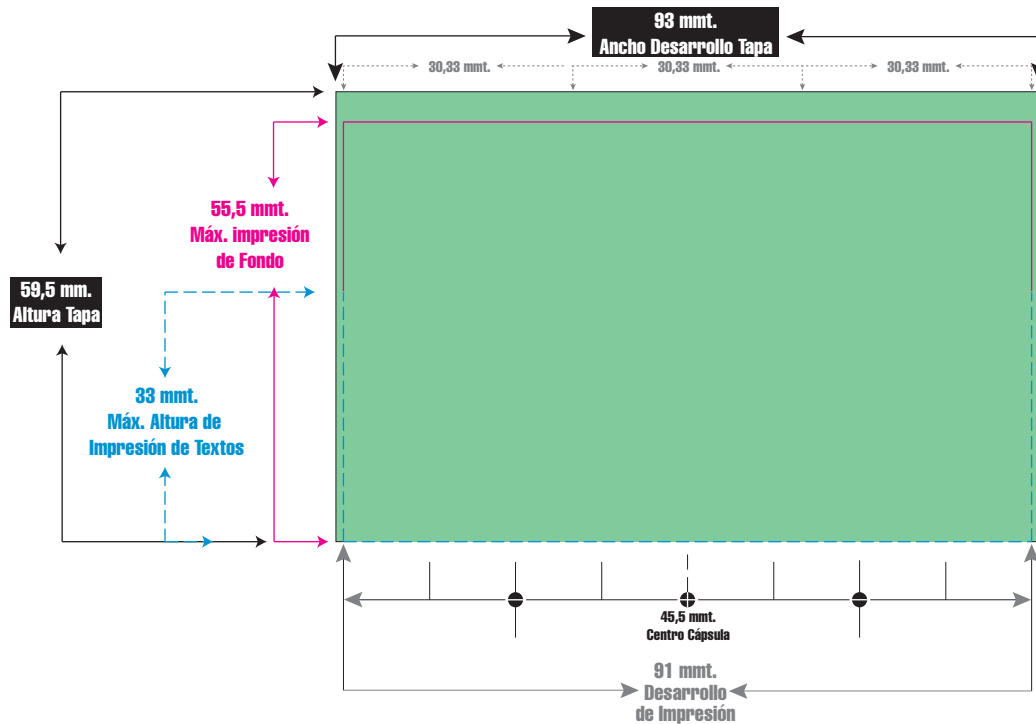 93 mmt.
Ancho Desarrollo Tapa
30,33 mmt.
30,33 mmt.
30,33 mmt.
55,5 mmt.
Máx. impresión
de Fondo
59,5 mm.
Altura Tapa
33 mmt.
Máx. Altura de
Impresión de Textos
45,5 mmt.
Centro Cápsula
91 mmt.
Desarrollo
de Impresión